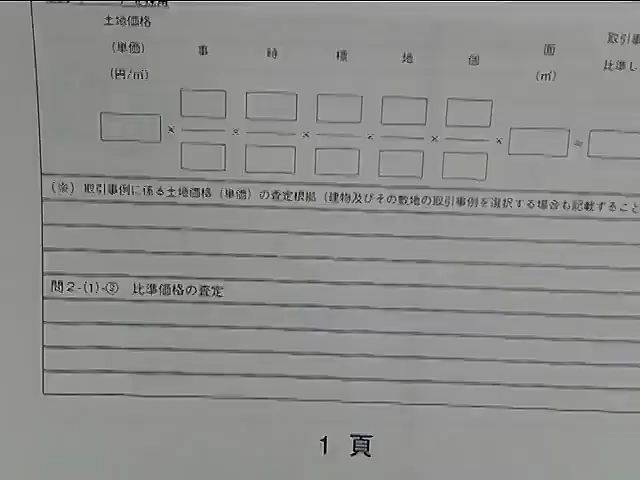 土地価格
(単価) 事 時 標 地 個 面 取引事
(円/㎡) (㎡) 比準し
× × × × × × =
(※) 取引事例に係る土地価格(単価)の査定根拠(建物及びその敷地の取引事例を選択する場合も記載すること
問2-(1)-③ 比準価格の査定
1 頁